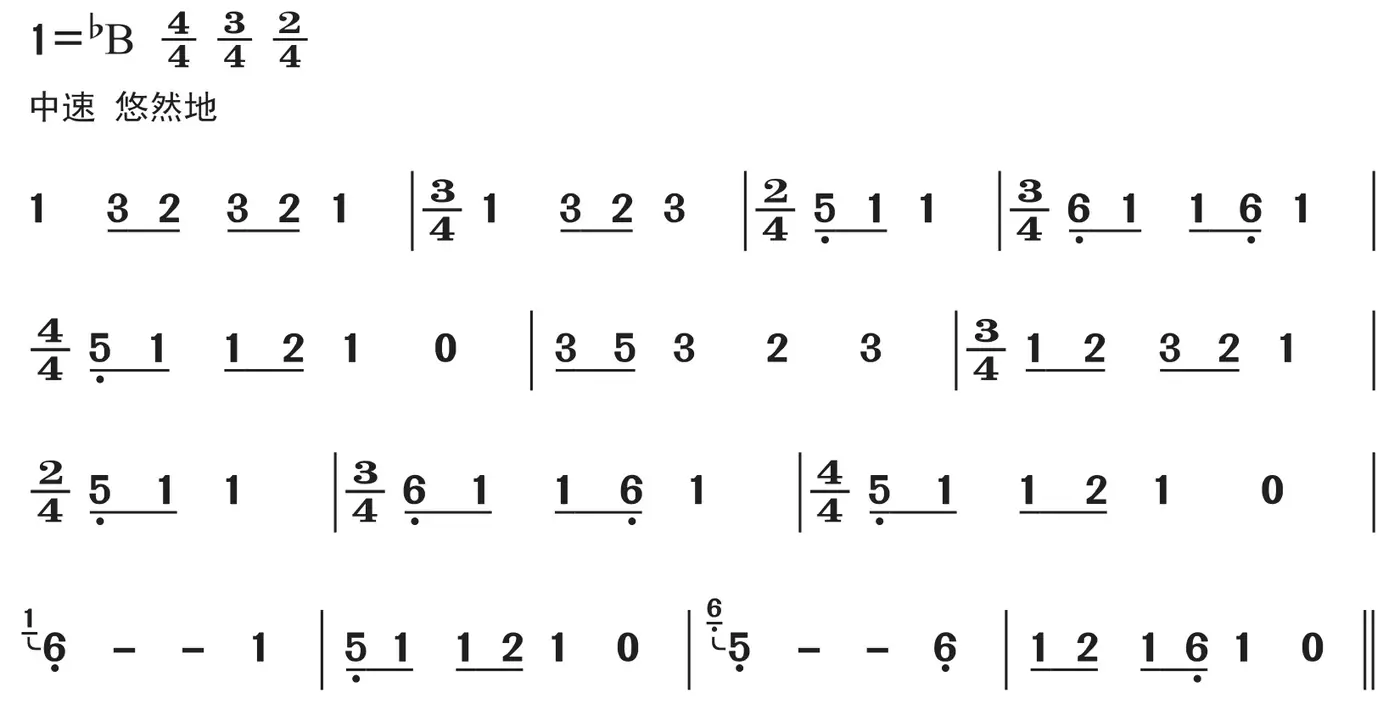 1=♭B 4/4 3/4 2/4
中速 悠然地
1 3 2 3 2 1 | 3/4 1 3 2 3 | 2/4 5̣ 1 1 | 3/4 6̣ 1 1 6̣ 1 |
4/4 5̣ 1 1 2 1 0 | 3 5 3 2 3 | 3/4 1 2 3 2 1 |
2/4 5̣ 1 1 | 3/4 6̣ 1 1 6̣ 1 | 4/4 5̣ 1 1 2 1 0 |
1 6̣ – – 1 | 5̣ 1 1 2 1 0 | 6̣ 5̣ – – 6̣ | 1 2 1 6̣ 1 0 ‖